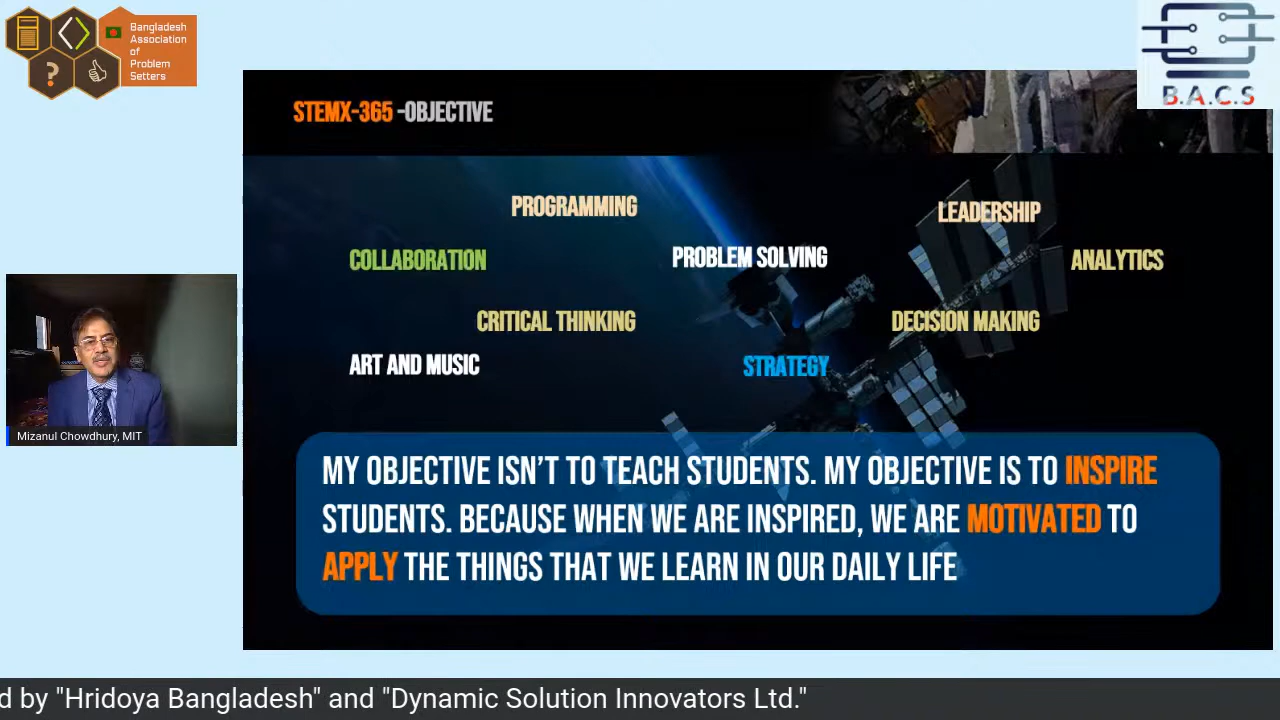 Bangladesh
Association
of
Problem
Setters
B.A.C.S
STEMX-365 -OBJECTIVE
PROGRAMMING
LEADERSHIP
COLLABORATION
PROBLEM SOLVING
ANALYTICS
CRITICAL THINKING
DECISION MAKING
ART AND MUSIC
STRATEGY
MY OBJECTIVE ISN'T TO TEACH STUDENTS. MY OBJECTIVE IS TO INSPIRE
STUDENTS. BECAUSE WHEN WE ARE INSPIRED, WE ARE MOTIVATED TO
APPLY THE THINGS THAT WE LEARN IN OUR DAILY LIFE
Mizanul Chowdhury, MIT
d by "Hridoya Bangladesh" and "Dynamic Solution Innovators Ltd."